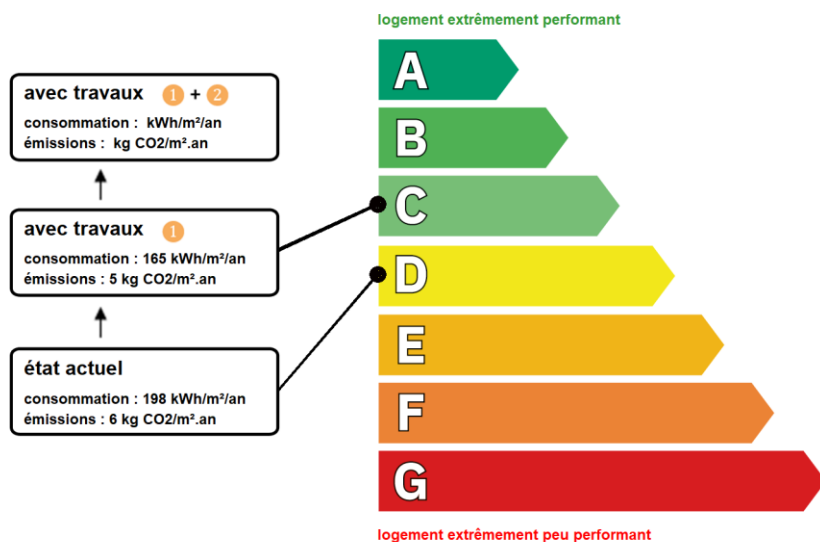 logement extrêmement performant
avec travaux 1 + 2
consommation : kWh/m²/an
émissions : kg CO2/m².an
avec travaux 1
consommation : 165 kWh/m²/an
émissions : 5 kg CO2/m².an
état actuel
consommation : 198 kWh/m²/an
émissions : 6 kg CO2/m².an
A
B
C
D
E
F
G
logement extrêmement peu performant